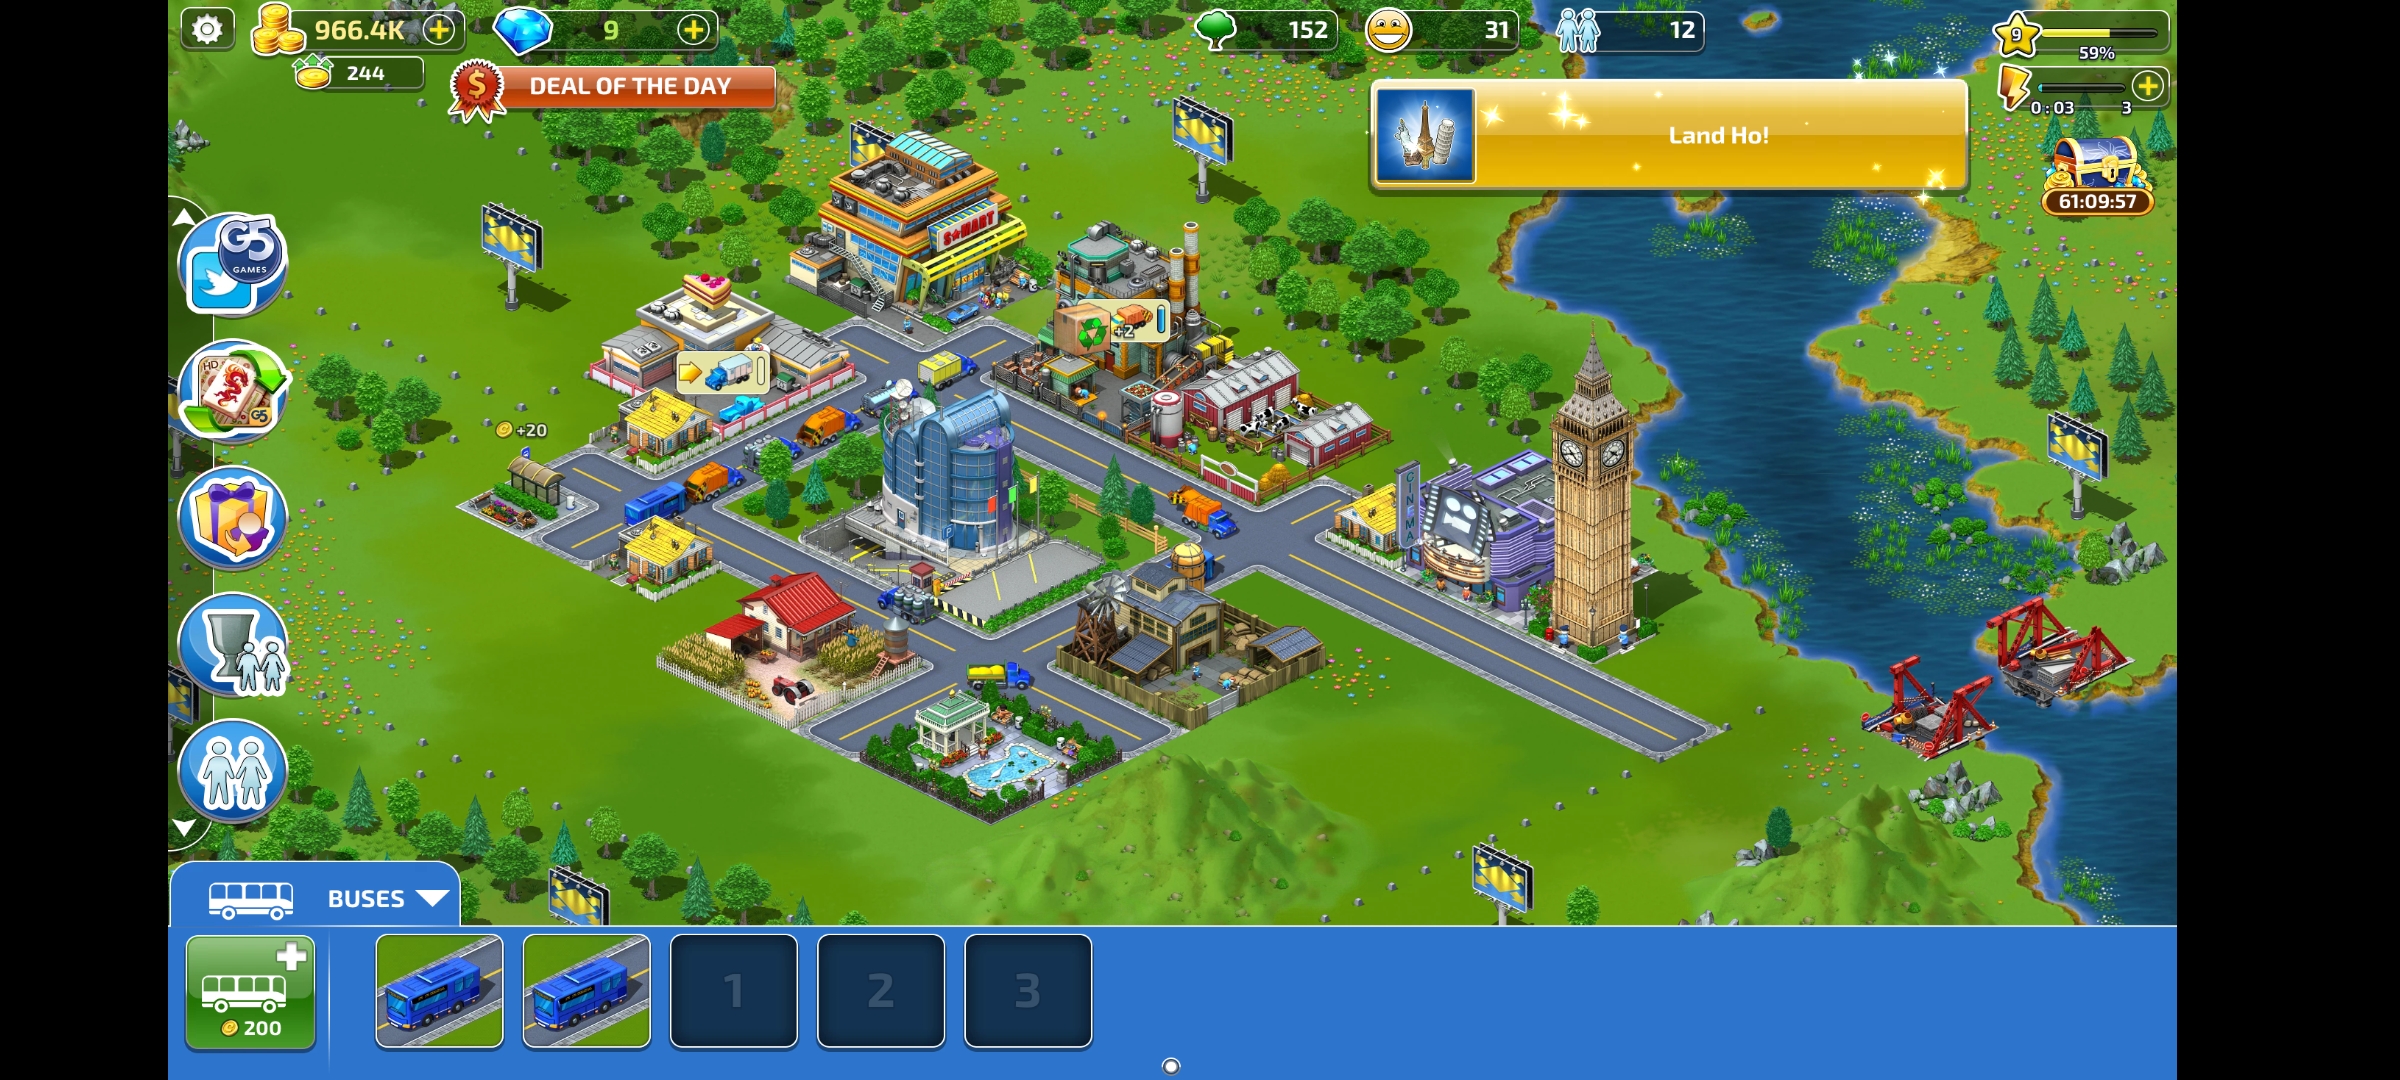 966.4K
9
152
31
12
9
59%
244
DEAL OF THE DAY
Land Ho!
0:03
3
61:09:57
G5
GAMES
S★MART
+2
HD
G5
+20
CINEMA
BUSES
200
1
2
3